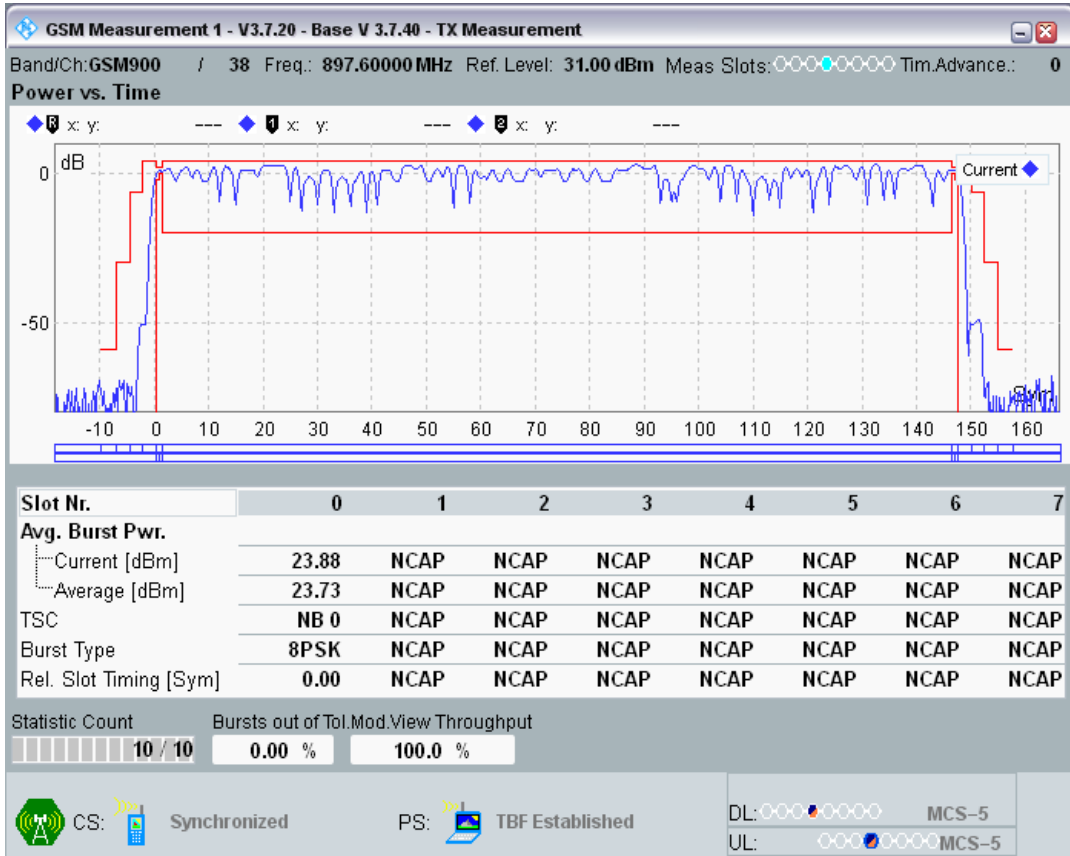 GSM Measurement 1 - V3.7.20 - Base V 3.7.40 - TX Measurement
Band/Ch:GSM900 / 38 Freq.: 897.60000 MHz Ref. Level: 31.00 dBm Meas Slots: Tim.Advance.: 0
Power vs. Time
R x: y: --- 1 x: y: --- 2 x: y: ---
dB
Current
0
-50
Sym
-10 0 10 20 30 40 50 60 70 80 90 100 110 120 130 140 150 160
Slot Nr. 0 1 2 3 4 5 6 7
Avg. Burst Pwr.
Current [dBm] 23.88 NCAP NCAP NCAP NCAP NCAP NCAP NCAP
Average [dBm] 23.73 NCAP NCAP NCAP NCAP NCAP NCAP NCAP
TSC NB 0 NCAP NCAP NCAP NCAP NCAP NCAP NCAP
Burst Type 8PSK NCAP NCAP NCAP NCAP NCAP NCAP NCAP
Rel. Slot Timing [Sym] 0.00 NCAP NCAP NCAP NCAP NCAP NCAP NCAP
Statistic Count Bursts out of Tol.Mod.View Throughput
10 / 10 0.00 % 100.0 %
CS: Synchronized PS: TBF Established
DL: MCS-5
UL: MCS-5